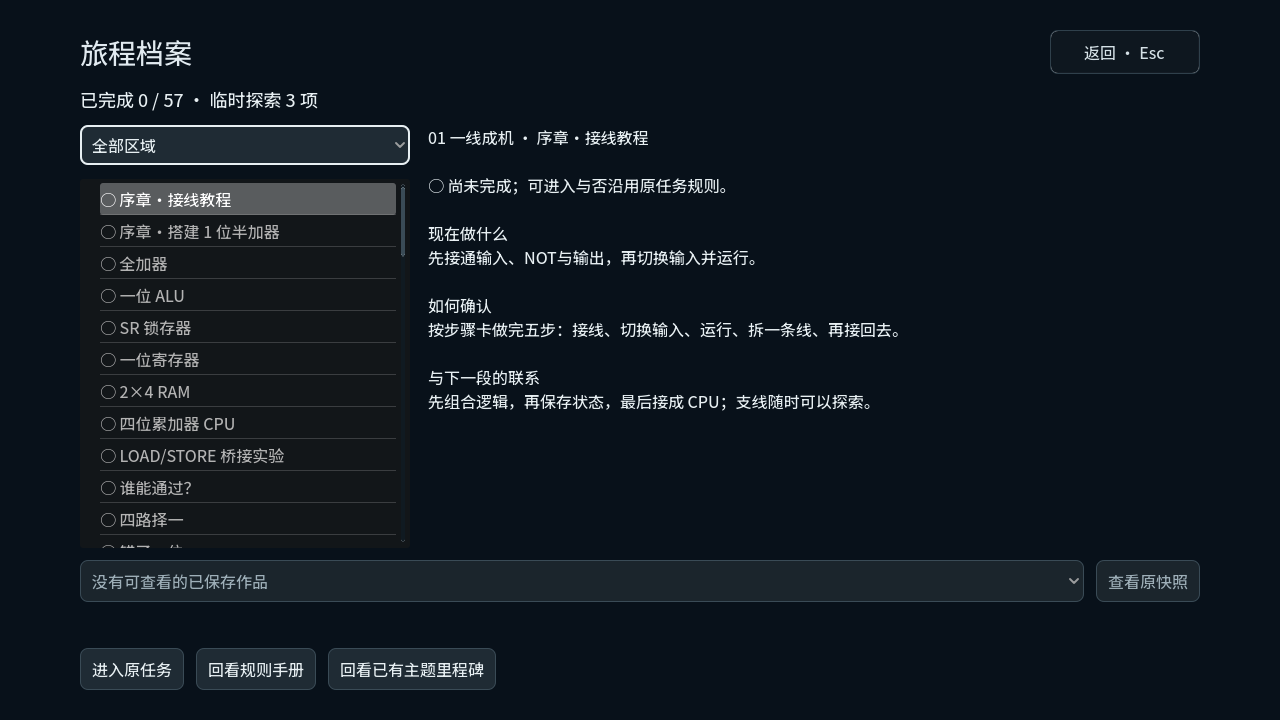 旅程档案
返回 · Esc
已完成 0 / 57 · 临时探索 3 项
全部区域
○ 序章·接线教程
○ 序章·搭建 1 位半加器
○ 全加器
○ 一位 ALU
○ SR 锁存器
○ 一位寄存器
○ 2×4 RAM
○ 四位累加器 CPU
○ LOAD/STORE 桥接实验
○ 谁能通过？
○ 四路择一
01 一线成机 · 序章·接线教程
○ 尚未完成；可进入与否沿用原任务规则。
现在做什么
先接通输入、NOT与输出，再切换输入并运行。
如何确认
按步骤卡做完五步：接线、切换输入、运行、拆一条线、再接回去。
与下一段的联系
先组合逻辑，再保存状态，最后接成 CPU；支线随时可以探索。
没有可查看的已保存作品
查看原快照
进入原任务
回看规则手册
回看已有主题里程碑